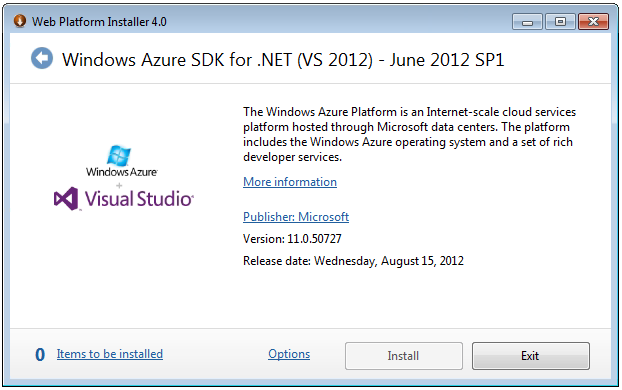 Web Platform Installer 4.0
Windows Azure SDK for .NET (VS 2012) - June 2012 SP1
The Windows Azure Platform is an Internet-scale cloud services
platform hosted through Microsoft data centers. The platform
includes the Windows Azure operating system and a set of rich
developer services.
More information
Windows Azure
+
Visual Studio
Publisher: Microsoft
Version: 11.0.50727
Release date: Wednesday, August 15, 2012
0 Items to be installed Options Install Exit